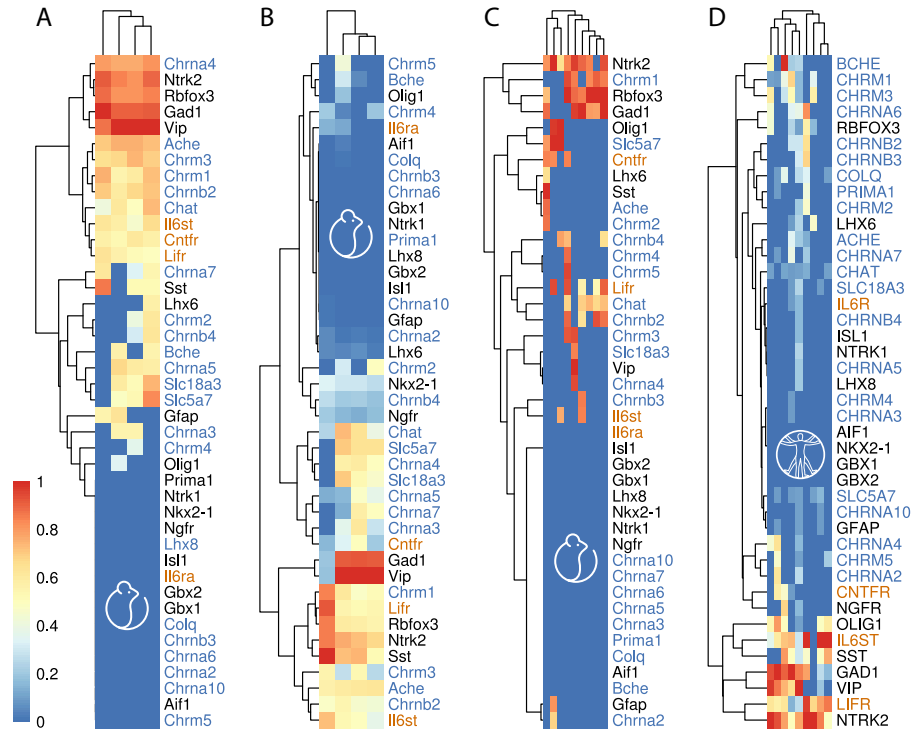 A
Chrna4
Ntrk2
Rbfox3
Gad1
Vip
Ache
Chrm3
Chrm1
Chrnb2
Chat
Il6st
Cntfr
Lifr
Chrna7
Sst
Lhx6
Chrm2
Chrnb4
Bche
Chrna5
Slc18a3
Slc5a7
Gfap
Chrna3
Chrm4
Olig1
Prima1
Ntrk1
Nkx2-1
Ngfr
Lhx8
Isl1
Il6ra
Gbx2
Gbx1
Colq
Chrnb3
Chrna6
Chrna2
Chrna10
Aif1
Chrm5
1
0.8
0.6
0.4
0.2
0
B
Chrm5
Bche
Olig1
Chrm4
Il6ra
Aif1
Colq
Chrnb3
Chrna6
Gbx1
Ntrk1
Prima1
Lhx8
Gbx2
Isl1
Chrna10
Gfap
Chrna2
Lhx6
Chrm2
Nkx2-1
Chrnb4
Ngfr
Chat
Slc5a7
Chrna4
Slc18a3
Chrna5
Chrna7
Chrna3
Cntfr
Gad1
Vip
Chrm1
Lifr
Rbfox3
Ntrk2
Sst
Chrm3
Ache
Chrnb2
Il6st
C
Ntrk2
Chrm1
Rbfox3
Gad1
Olig1
Slc5a7
Cntfr
Lhx6
Sst
Ache
Chrm2
Chrnb4
Chrm4
Chrm5
Lifr
Chat
Chrnb2
Chrm3
Slc18a3
Vip
Chrna4
Chrnb3
Il6st
Il6ra
Isl1
Gbx2
Gbx1
Lhx8
Nkx2-1
Ntrk1
Ngfr
Chrna10
Chrna7
Chrna6
Chrna5
Prima1
Colq
Aif1
Bche
Gfap
Chrna2
D
BCHE
CHRM1
CHRM3
CHRNA6
RBFOX3
CHRNB2
CHRNB3
COLQ
PRIMA1
CHRM2
LHX6
ACHE
CHRNA7
CHAT
SLC18A3
IL6R
CHRNB4
ISL1
NTRK1
CHRNA5
LHX8
CHRM4
CHRNA3
AIF1
NKX2-1
GBX1
GBX2
SLC5A7
CHRNA10
GFAP
CHRNA4
CHRM5
CHRNA2
CNTFR
NGFR
OLIG1
IL6ST
SST
GAD1
VIP
LIFR
NTRK2